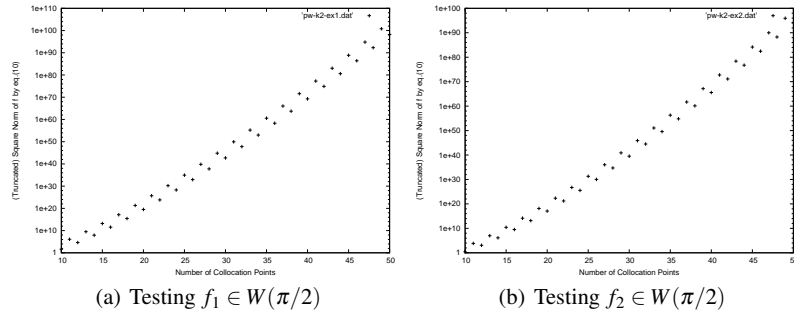 1e+110
1e+100
1e+90
1e+80
1e+70
1e+60
1e+50
1e+40
1e+30
1e+20
1e+10
1
(Truncated) Square Norm of f by eq.(10)
'pw-k2-ex1.dat'
10 15 20 25 30 35 40 45 50
Number of Collocation Points
(a) Testing f₁ ∈ W(π/2)
1e+100
1e+90
1e+80
1e+70
1e+60
1e+50
1e+40
1e+30
1e+20
1e+10
1
(Truncated) Square Norm of f by eq.(10)
'pw-k2-ex2.dat'
10 15 20 25 30 35 40 45 50
Number of Collocation Points
(b) Testing f₂ ∈ W(π/2)